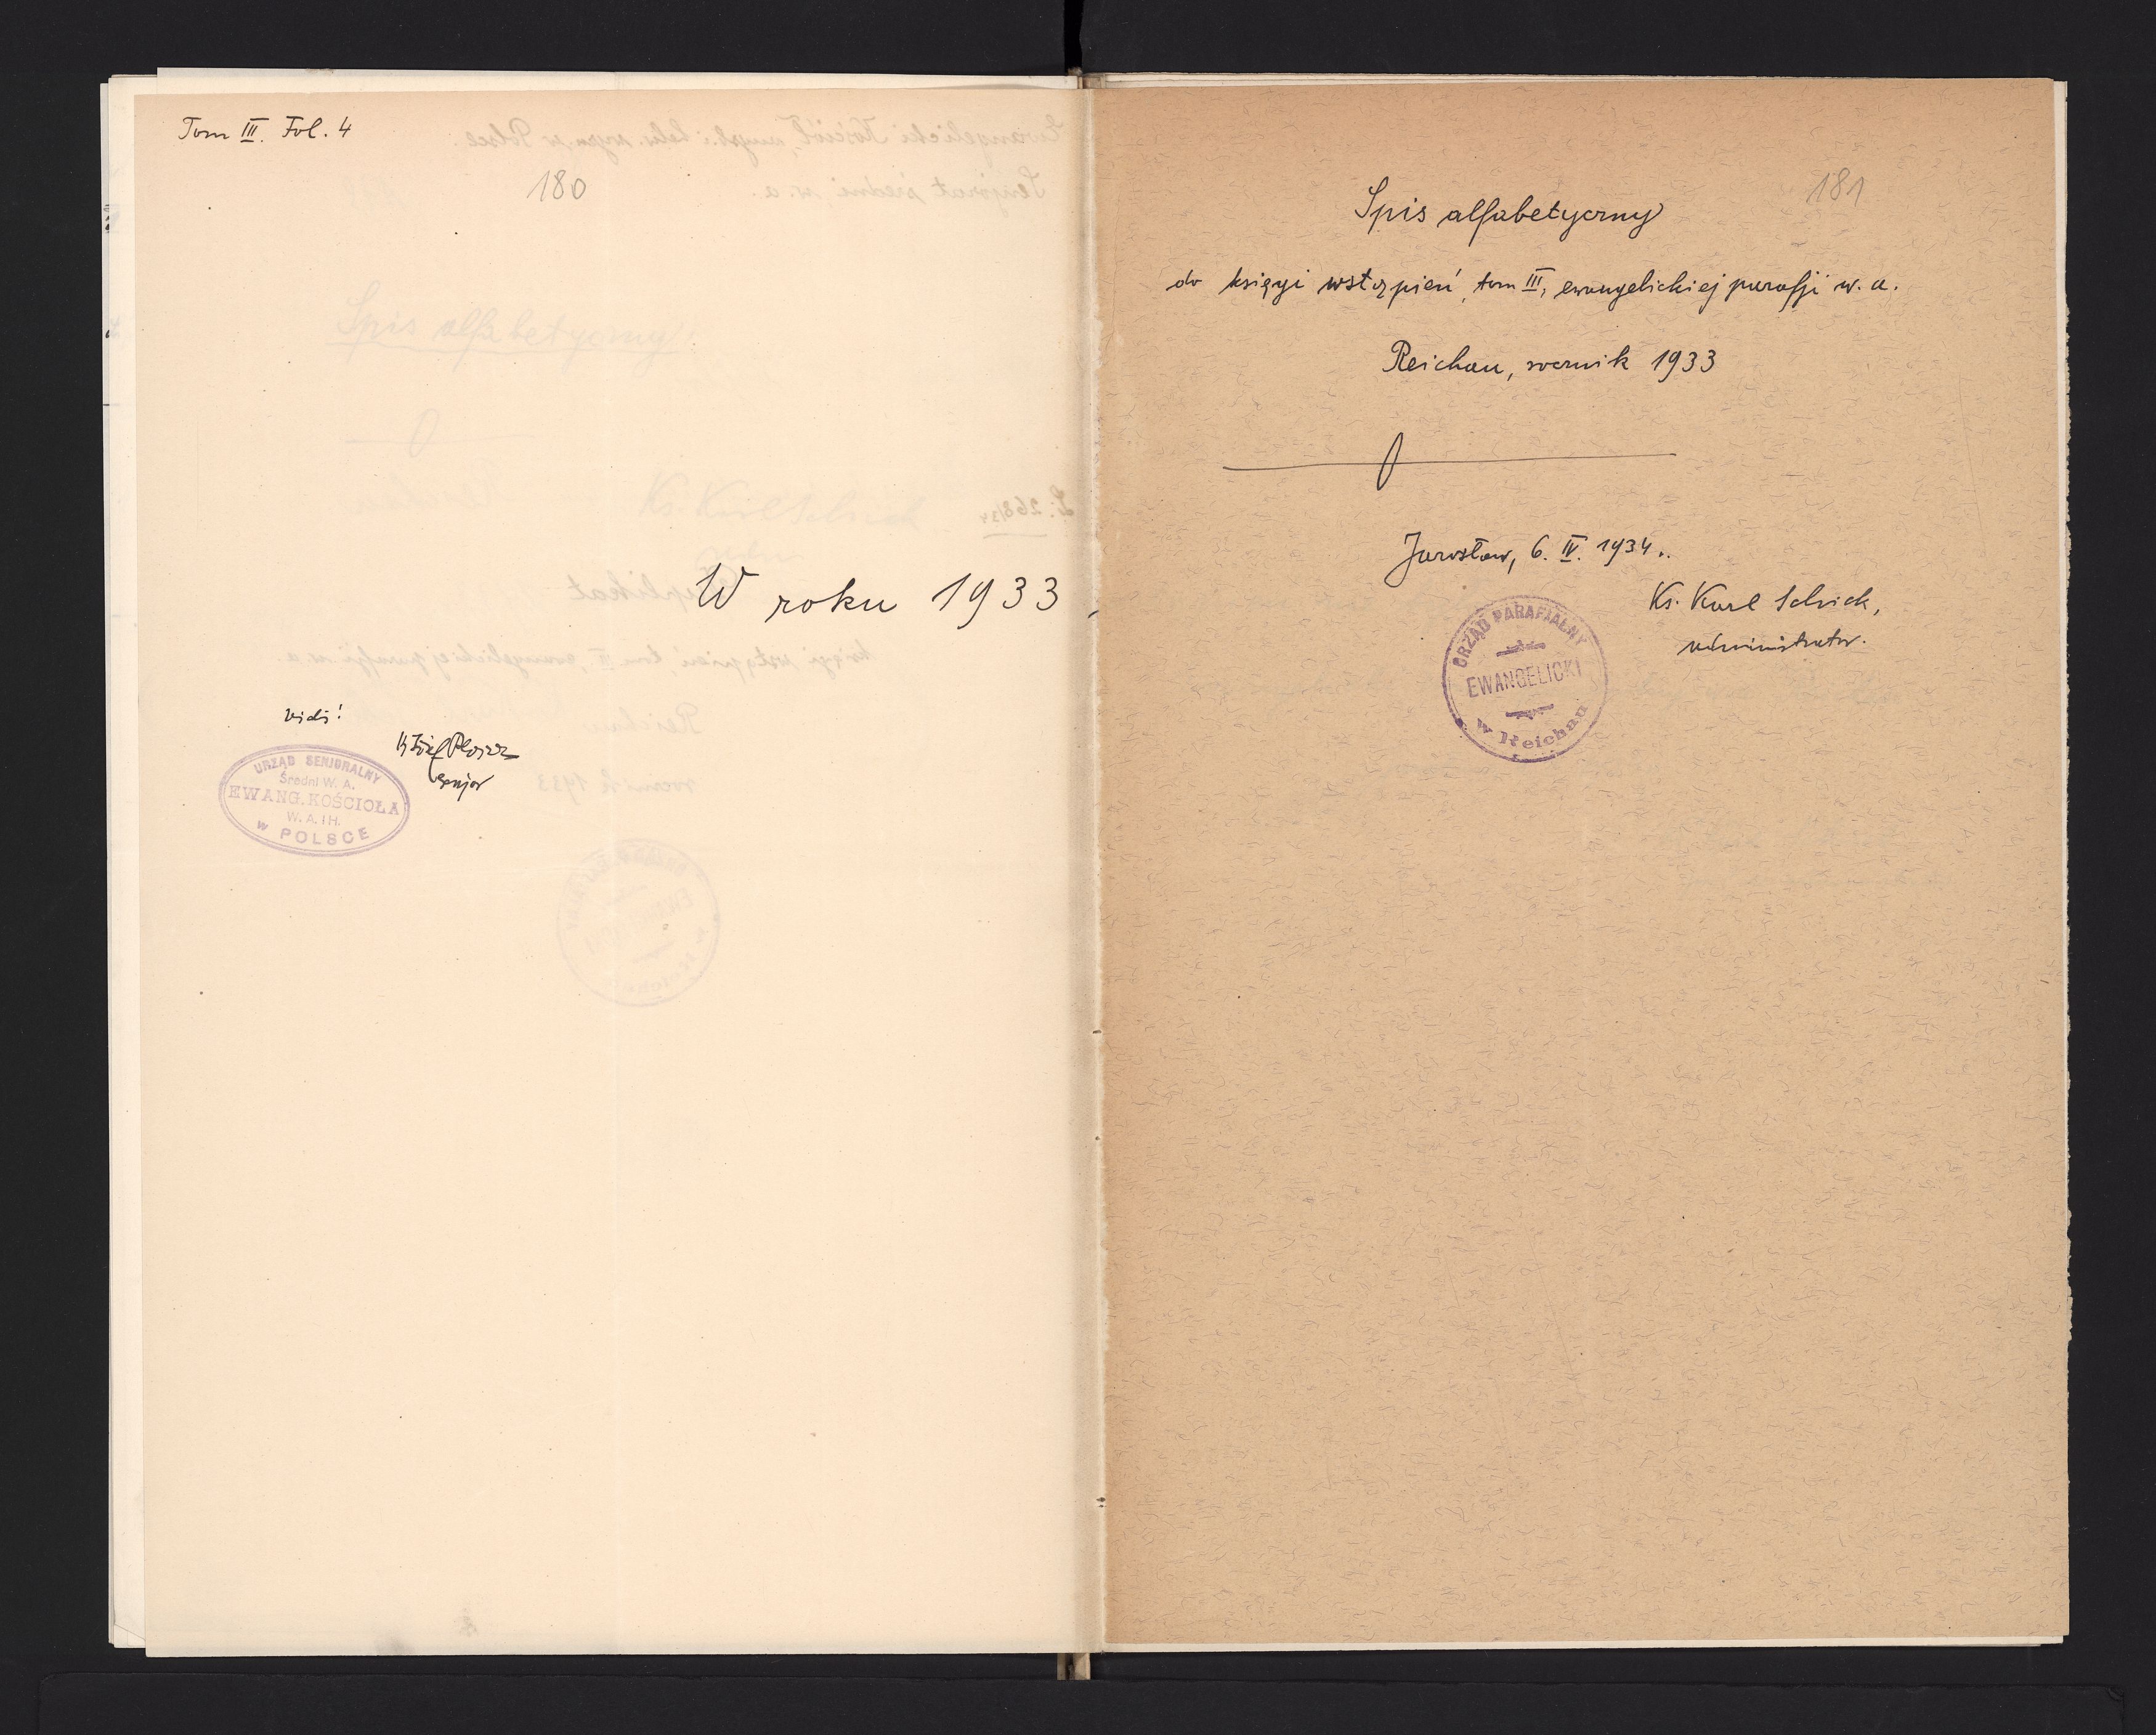 Tom III. Fol. 4
180
W roku 1933
vidi!
senjor
URZĄD SENJORALNY
Średni W. A.
EWANG. KOŚCIOŁA
W. A. I H.
w POLSCE
181
Spis alfabetyczny
do księgi wstąpień, tom III, ewangelickiej parafji w. a.
Reichau, rocznik 1933
Jarosław, 6. IV. 1934.
Ks. Karl Schick,
administrator.
URZĄD PARAFIALNY
EWANGELICKI
w Reichau